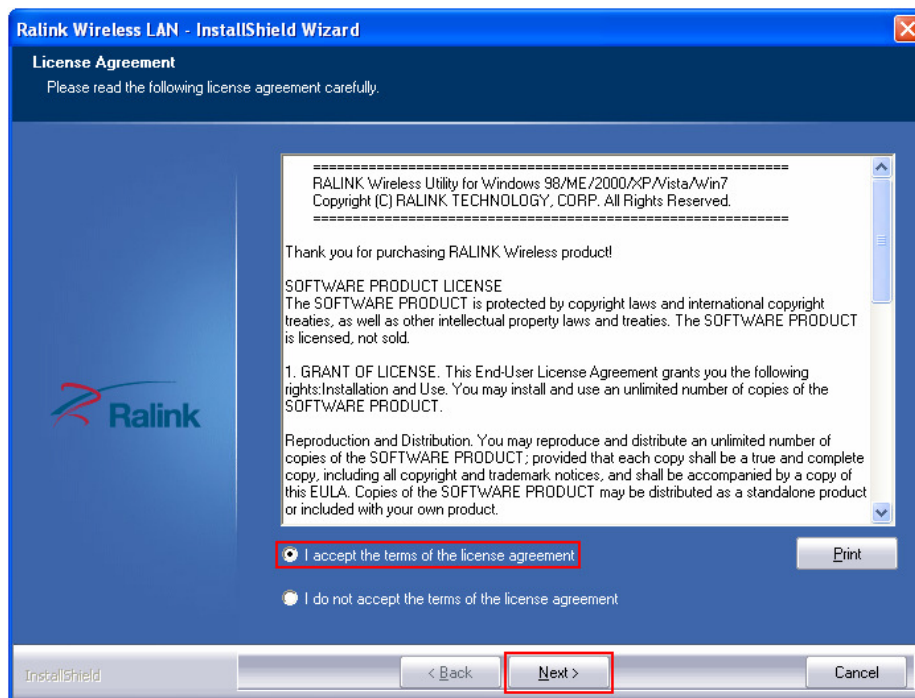 Ralink Wireless LAN - InstallShield Wizard
License Agreement
Please read the following license agreement carefully.
============================================================
RALINK Wireless Utility for Windows 98/ME/2000/XP/Vista/Win7
Copyright (C) RALINK TECHNOLOGY, CORP. All Rights Reserved.
============================================================
Thank you for purchasing RALINK Wireless product!
SOFTWARE PRODUCT LICENSE
The SOFTWARE PRODUCT is protected by copyright laws and international copyright
treaties, as well as other intellectual property laws and treaties. The SOFTWARE PRODUCT
is licensed, not sold.
1. GRANT OF LICENSE. This End-User License Agreement grants you the following
rights:Installation and Use. You may install and use an unlimited number of copies of the
SOFTWARE PRODUCT.
Reproduction and Distribution. You may reproduce and distribute an unlimited number of
copies of the SOFTWARE PRODUCT; provided that each copy shall be a true and complete
copy, including all copyright and trademark notices, and shall be accompanied by a copy of
this EULA. Copies of the SOFTWARE PRODUCT may be distributed as a standalone product
or included with your own product.
Ralink
I accept the terms of the license agreement
Print
I do not accept the terms of the license agreement
InstallShield
< Back
Next >
Cancel